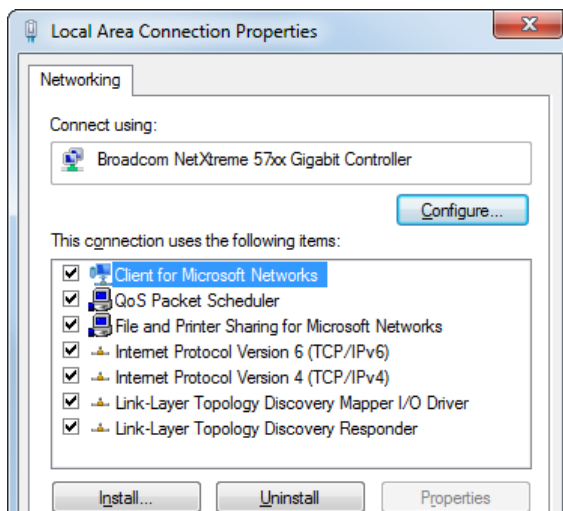 Local Area Connection Properties
Networking
Connect using:
Broadcom NetXtreme 57xx Gigabit Controller
Configure...
This connection uses the following items:
Client for Microsoft Networks
QoS Packet Scheduler
File and Printer Sharing for Microsoft Networks
Internet Protocol Version 6 (TCP/IPv6)
Internet Protocol Version 4 (TCP/IPv4)
Link-Layer Topology Discovery Mapper I/O Driver
Link-Layer Topology Discovery Responder
Install... Uninstall Properties